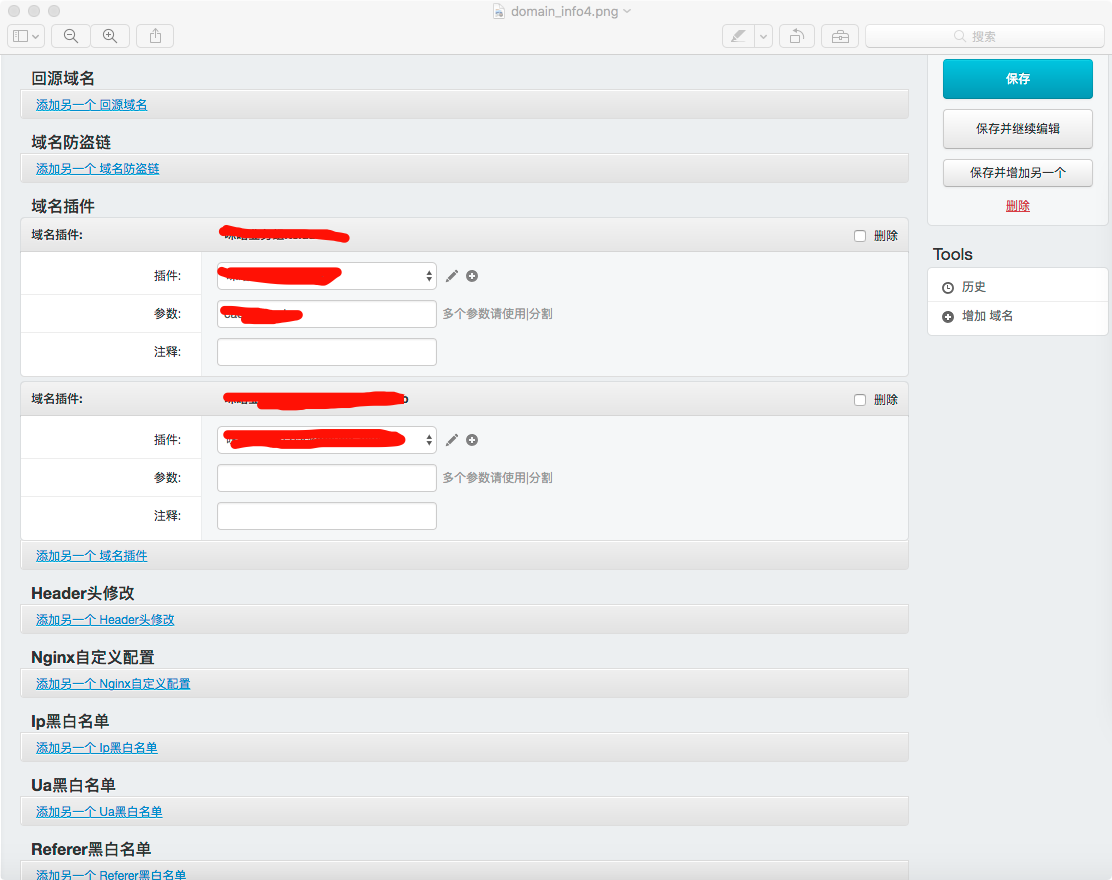 domain_info4.png
搜索
回源域名
添加另一个 回源域名
域名防盗链
添加另一个 域名防盗链
域名插件
域名插件:
删除
插件:
参数:
多个参数请使用|分割
注释:
域名插件:
删除
插件:
参数:
多个参数请使用|分割
注释:
添加另一个 域名插件
Header头修改
添加另一个 Header头修改
Nginx自定义配置
添加另一个 Nginx自定义配置
Ip黑白名单
添加另一个 Ip黑白名单
Ua黑白名单
添加另一个 Ua黑白名单
Referer黑白名单
添加另一个 Referer黑白名单
保存
保存并继续编辑
保存并增加另一个
删除
Tools
历史
增加 域名